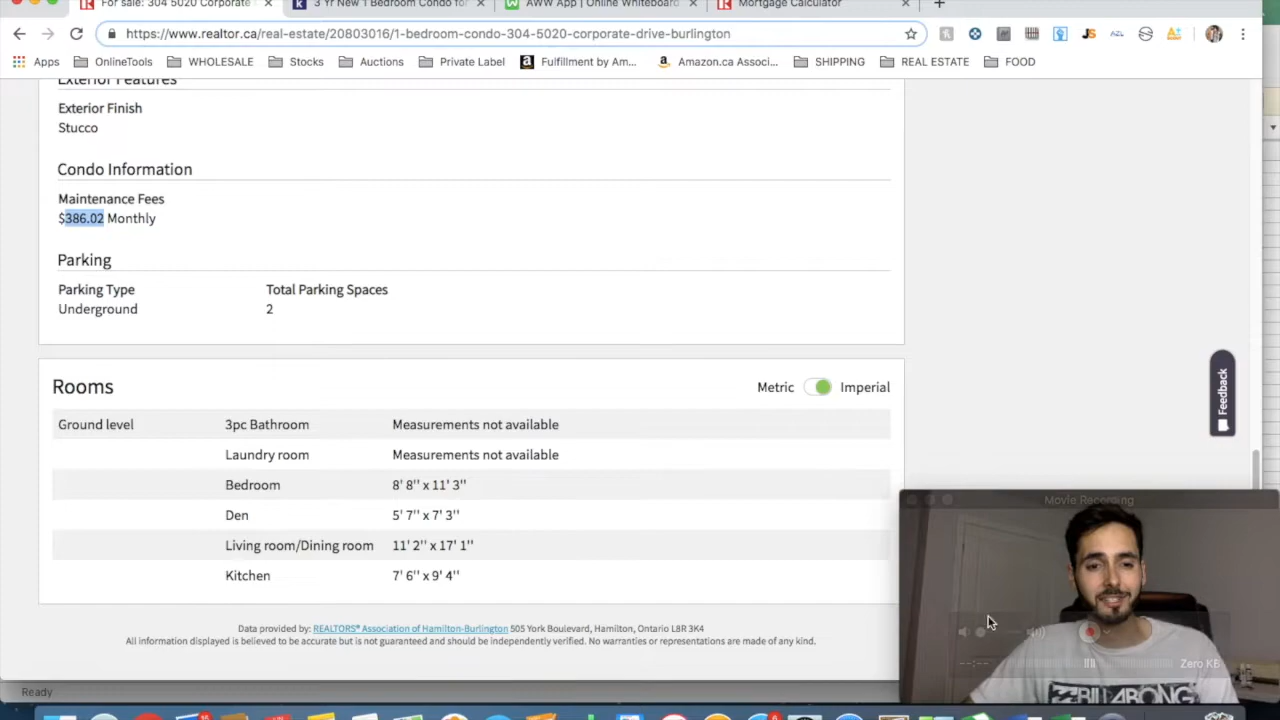 For sale: 304 5020 Corporate
3 Yr New 1 Bedroom Condo for
AWW App | Online Whiteboard
Mortgage Calculator
https://www.realtor.ca/real-estate/20803016/1-bedroom-condo-304-5020-corporate-drive-burlington
Apps OnlineTools WHOLESALE Stocks Auctions Private Label Fulfillment by Am... Amazon.ca Associ... SHIPPING REAL ESTATE FOOD
Exterior Features
Exterior Finish
Stucco
Condo Information
Maintenance Fees
$386.02 Monthly
Parking
Parking Type Total Parking Spaces
Underground 2
Rooms Metric Imperial
Ground level 3pc Bathroom Measurements not available
Laundry room Measurements not available
Bedroom 8' 8'' x 11' 3''
Den 5' 7'' x 7' 3''
Living room/Dining room 11' 2'' x 17' 1''
Kitchen 7' 6'' x 9' 4''
Data provided by: REALTORS® Association of Hamilton-Burlington 505 York Boulevard, Hamilton, Ontario L8R 3K4
All information displayed is believed to be accurate but is not guaranteed and should be independently verified. No warranties or representations are made of any kind.
Feedback
Movie Recording
--:-- Zero KB
BILLABONG
Ready